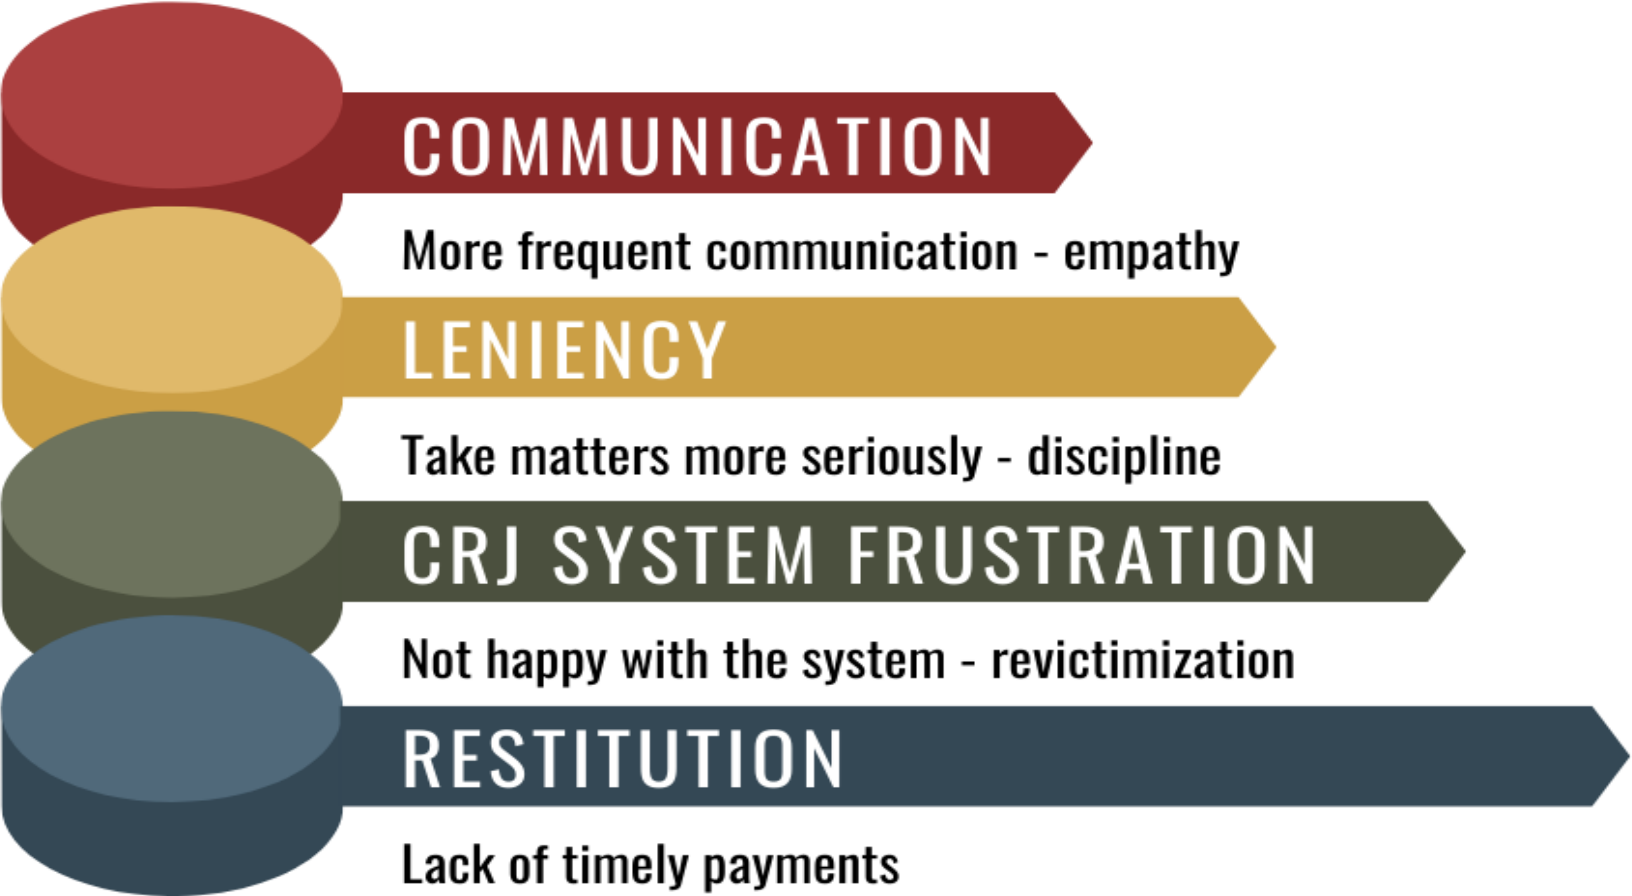 COMMUNICATION
More frequent communication - empathy
LENIENCY
Take matters more seriously - discipline
CRJ SYSTEM FRUSTRATION
Not happy with the system - revictimization
RESTITUTION
Lack of timely payments